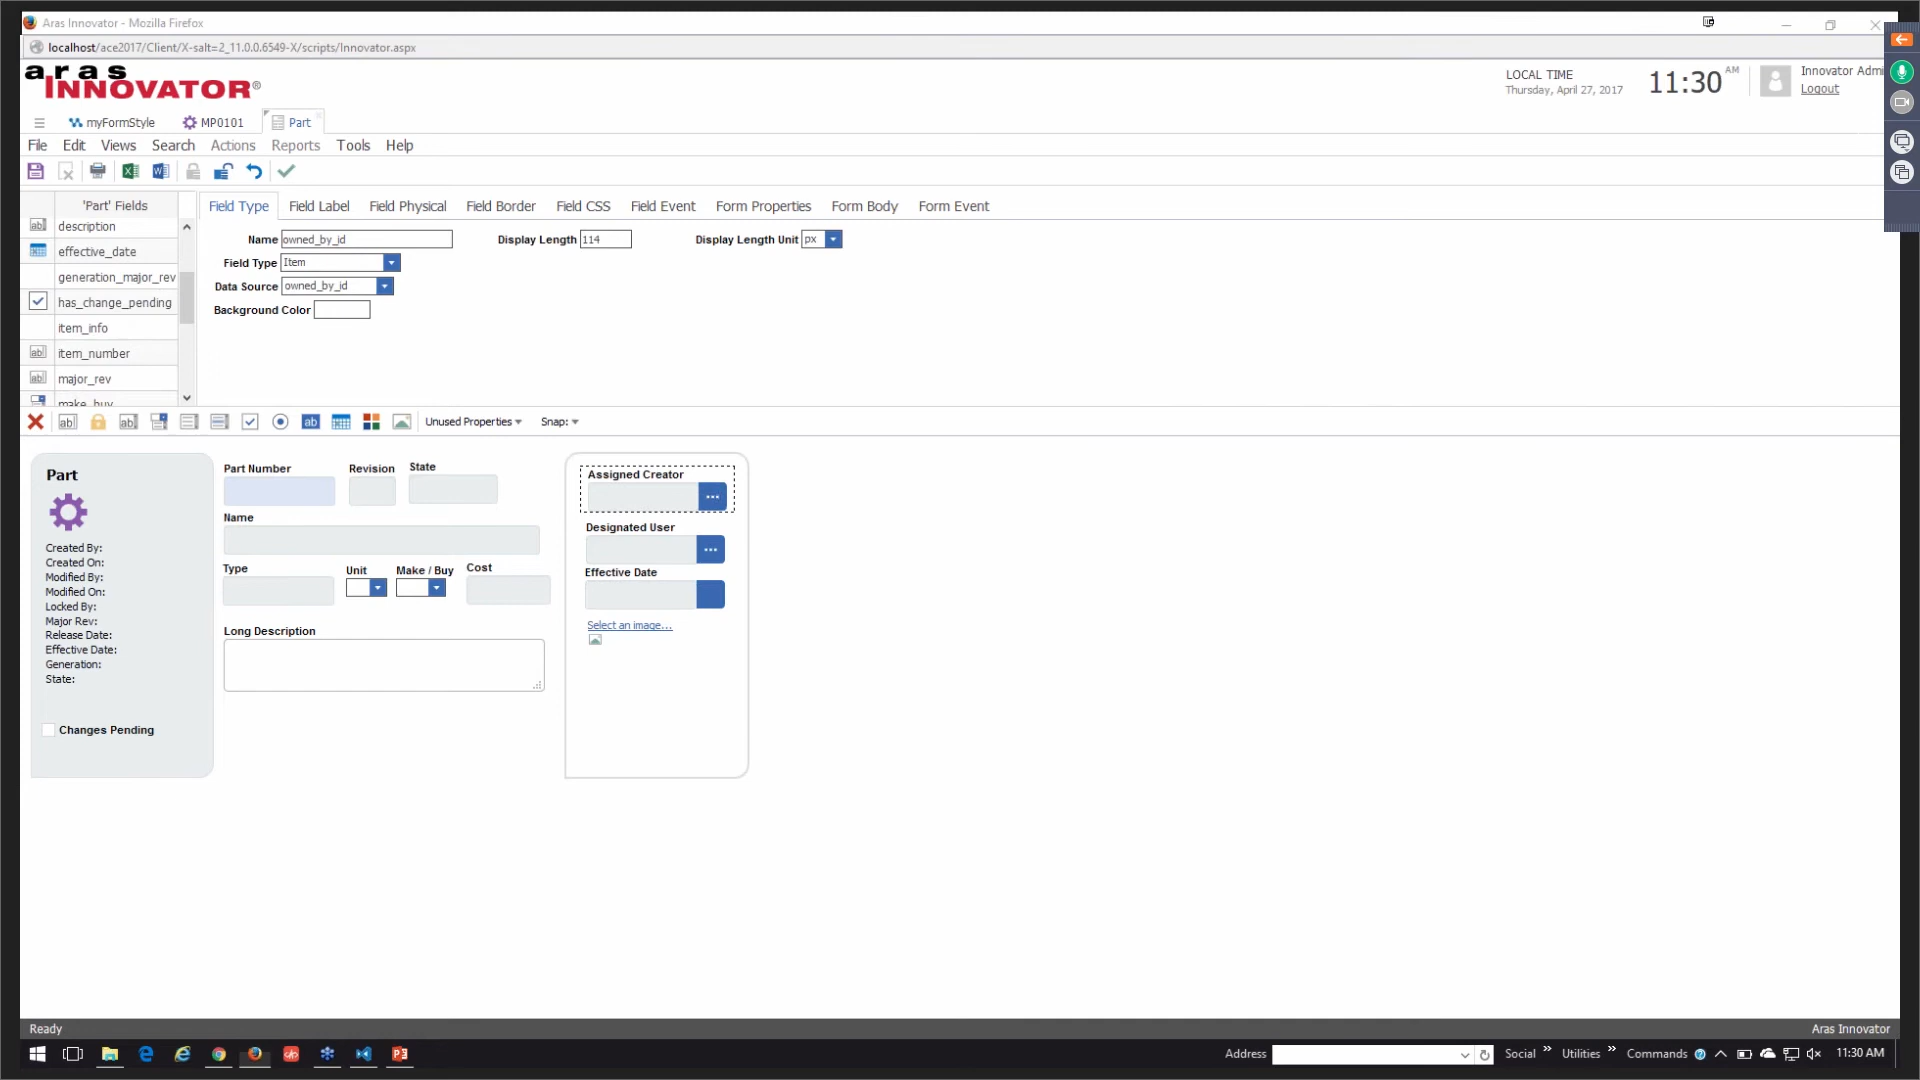 Aras Innovator - Mozilla Firefox
localhost/ace2017/Client/X-salt=2_11.0.0.6549-X/scripts/Innovator.aspx
aras
INNOVATOR®
LOCAL TIME
Thursday, April 27, 2017
11:30 AM
Innovator Admi
Logout
myFormStyle
MP0101
Part
File Edit Views Search Actions Reports Tools Help
'Part' Fields
description
effective_date
generation_major_rev
has_change_pending
item_info
item_number
major_rev
make_buy
Field Type Field Label Field Physical Field Border Field CSS Field Event Form Properties Form Body Form Event
Name owned_by_id Display Length 114 Display Length Unit px
Field Type Item
Data Source owned_by_id
Background Color
Unused Properties Snap:
Part
Created By:
Created On:
Modified By:
Modified On:
Locked By:
Major Rev:
Release Date:
Effective Date:
Generation:
State:
Changes Pending
Part Number Revision State
Name
Type Unit Make / Buy Cost
Long Description
Assigned Creator
Designated User
Effective Date
Select an image...
Ready
Aras Innovator
Address
Social » Utilities » Commands
11:30 AM